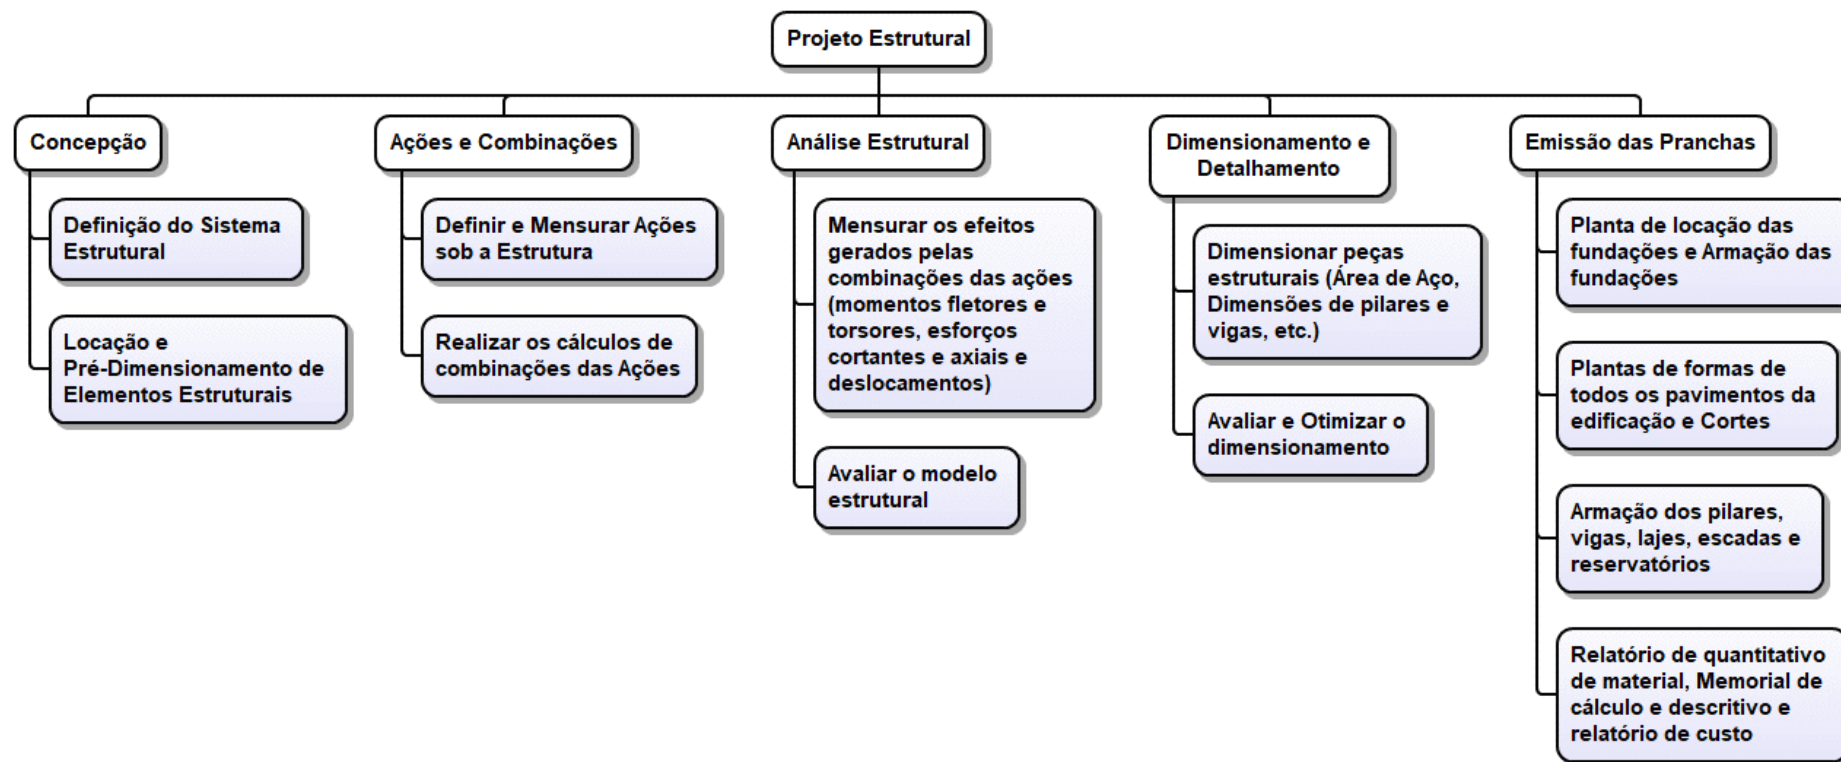 Projeto Estrutural
Concepção
Definição do Sistema
Estrutural
Locação e
Pré-Dimensionamento de
Elementos Estruturais
Ações e Combinações
Definir e Mensurar Ações
sob a Estrutura
Realizar os cálculos de
combinações das Ações
Análise Estrutural
Mensurar os efeitos
gerados pelas
combinações das ações
(momentos fletores e
torsores, esforços
cortantes e axiais e
deslocamentos)
Avaliar o modelo
estrutural
Dimensionamento e
Detalhamento
Dimensionar peças
estruturais (Área de Aço,
Dimensões de pilares e
vigas, etc.)
Avaliar e Otimizar o
dimensionamento
Emissão das Pranchas
Planta de locação das
fundações e Armação das
fundações
Plantas de formas de
todos os pavimentos da
edificação e Cortes
Armação dos pilares,
vigas, lajes, escadas e
reservatórios
Relatório de quantitativo
de material, Memorial de
cálculo e descritivo e
relatório de custo